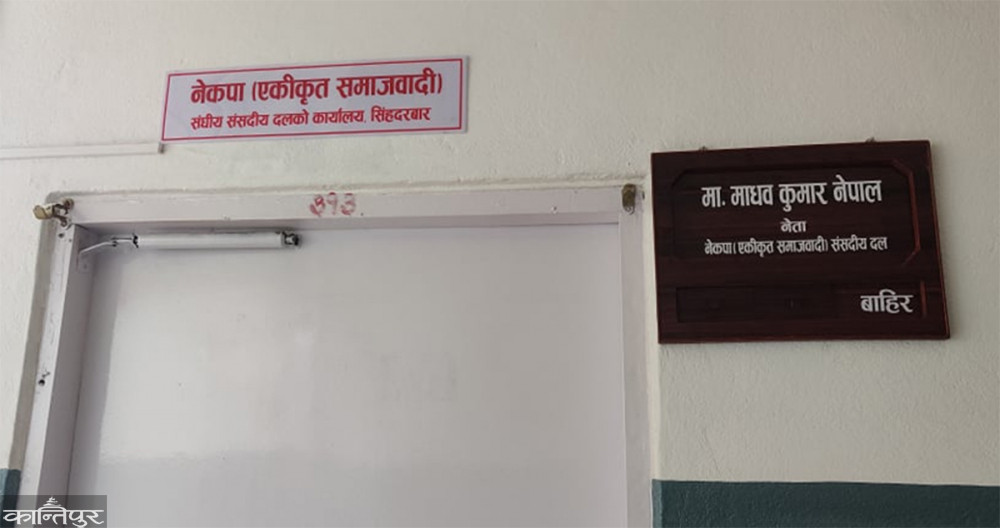 नेकपा (एकीकृत समाजवादी)
संघीय संसदीय दलको कार्यालय, सिंहदरबार
३१३
मा. माधव कुमार नेपाल
नेता
नेकपा (एकीकृत समाजवादी) संसदीय दल
बाहिर
कान्तिपुर